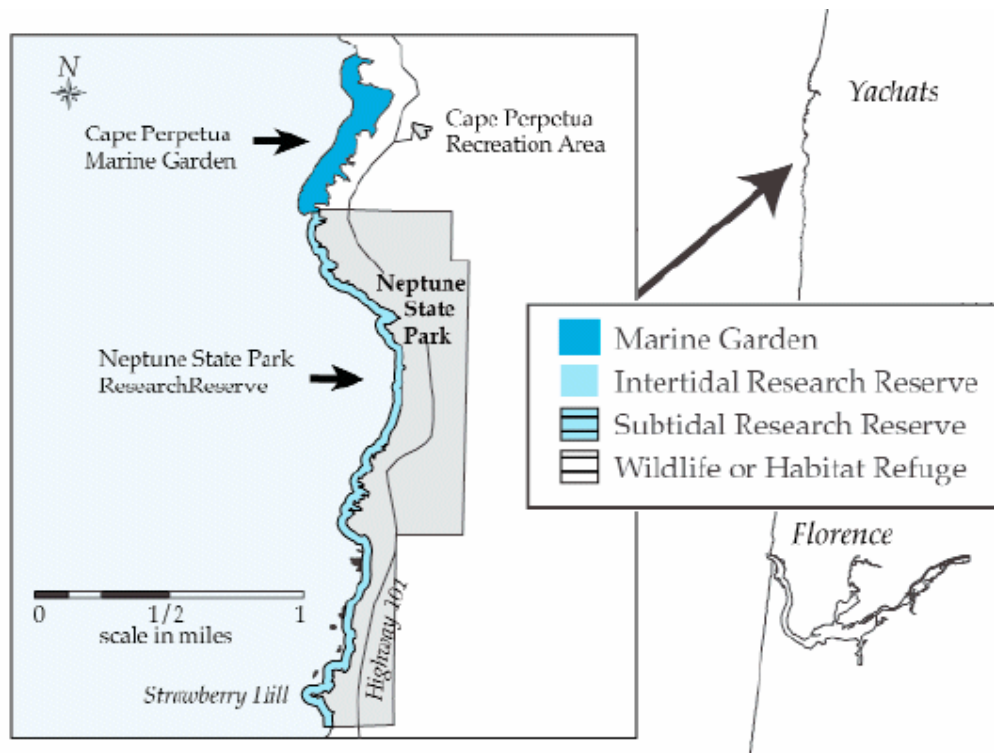 N
Cape Perpetua
Marine Garden
Cape Perpetua
Recreation Area
Yachats
Neptune
State
Park
Neptune State Park
ResearchReserve
Marine Garden
Intertidal Research Reserve
Subtidal Research Reserve
Wildlife or Habitat Refuge
Florence
0 1/2 1
scale in miles
Highway 101
Strawberry Hill